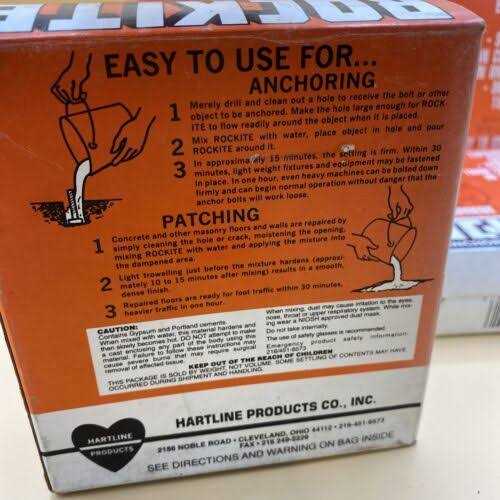 ROCKITE
EASY TO USE FOR...
ANCHORING
1 Merely drill and clean out a hole to receive the bolt or other
object to be anchored. Make the hole large enough for ROCK-
ITE to flow readily around the object when it is placed.
2 Mix ROCKITE with water, place object in hole and pour
ROCKITE around it.
3 In approximately 15 minutes, the setting is firm. Within 30
minutes, light weight fixtures and equipment may be fastened
in place. In one hour, even heavy machines can be bolted down
firmly and can begin normal operation without danger that the
anchor bolts will work loose.
PATCHING
1 Concrete and other masonry floors and walls are repaired by
simply cleaning the hole or crack, moistening the opening,
mixing ROCKITE with water and applying the mixture into
the dampened area.
2 Light trowelling just before the mixture hardens (approxi-
mately 10 to 15 minutes after mixing) results in a smooth,
dense finish.
3 Repaired floors are ready for foot traffic within 30 minutes,
heavier traffic in one hour.
CAUTION:
Contains Gypsum and Portland cements.
When mixed with water, this material hardens and
then slowly becomes hot. DO NOT attempt to make
a cast enclosing any part of the body using this
material. Failure to follow these instructions may
cause severe burns that may require surgical
removal of affected tissue.
When mixing, dust may cause irritation to the eyes,
nose, throat or upper respiratory system. While mix-
ing wear a NIOSH approved dust mask.
Do not take internally.
The use of safety glasses is recommended.
Emergency product safety information:
216/451-6573
KEEP OUT OF THE REACH OF CHILDREN
THIS PACKAGE IS SOLD BY WEIGHT, NOT VOLUME. SOME SETTLING OF CONTENTS MAY HAVE
OCCURRED DURING SHIPMENT AND HANDLING.
HARTLINE
PRODUCTS
HARTLINE PRODUCTS CO., INC.
2186 NOBLE ROAD • CLEVELAND, OHIO 44112 • 216-451-6573
FAX • 216 249-2229
SEE DIRECTIONS AND WARNING ON BAG INSIDE